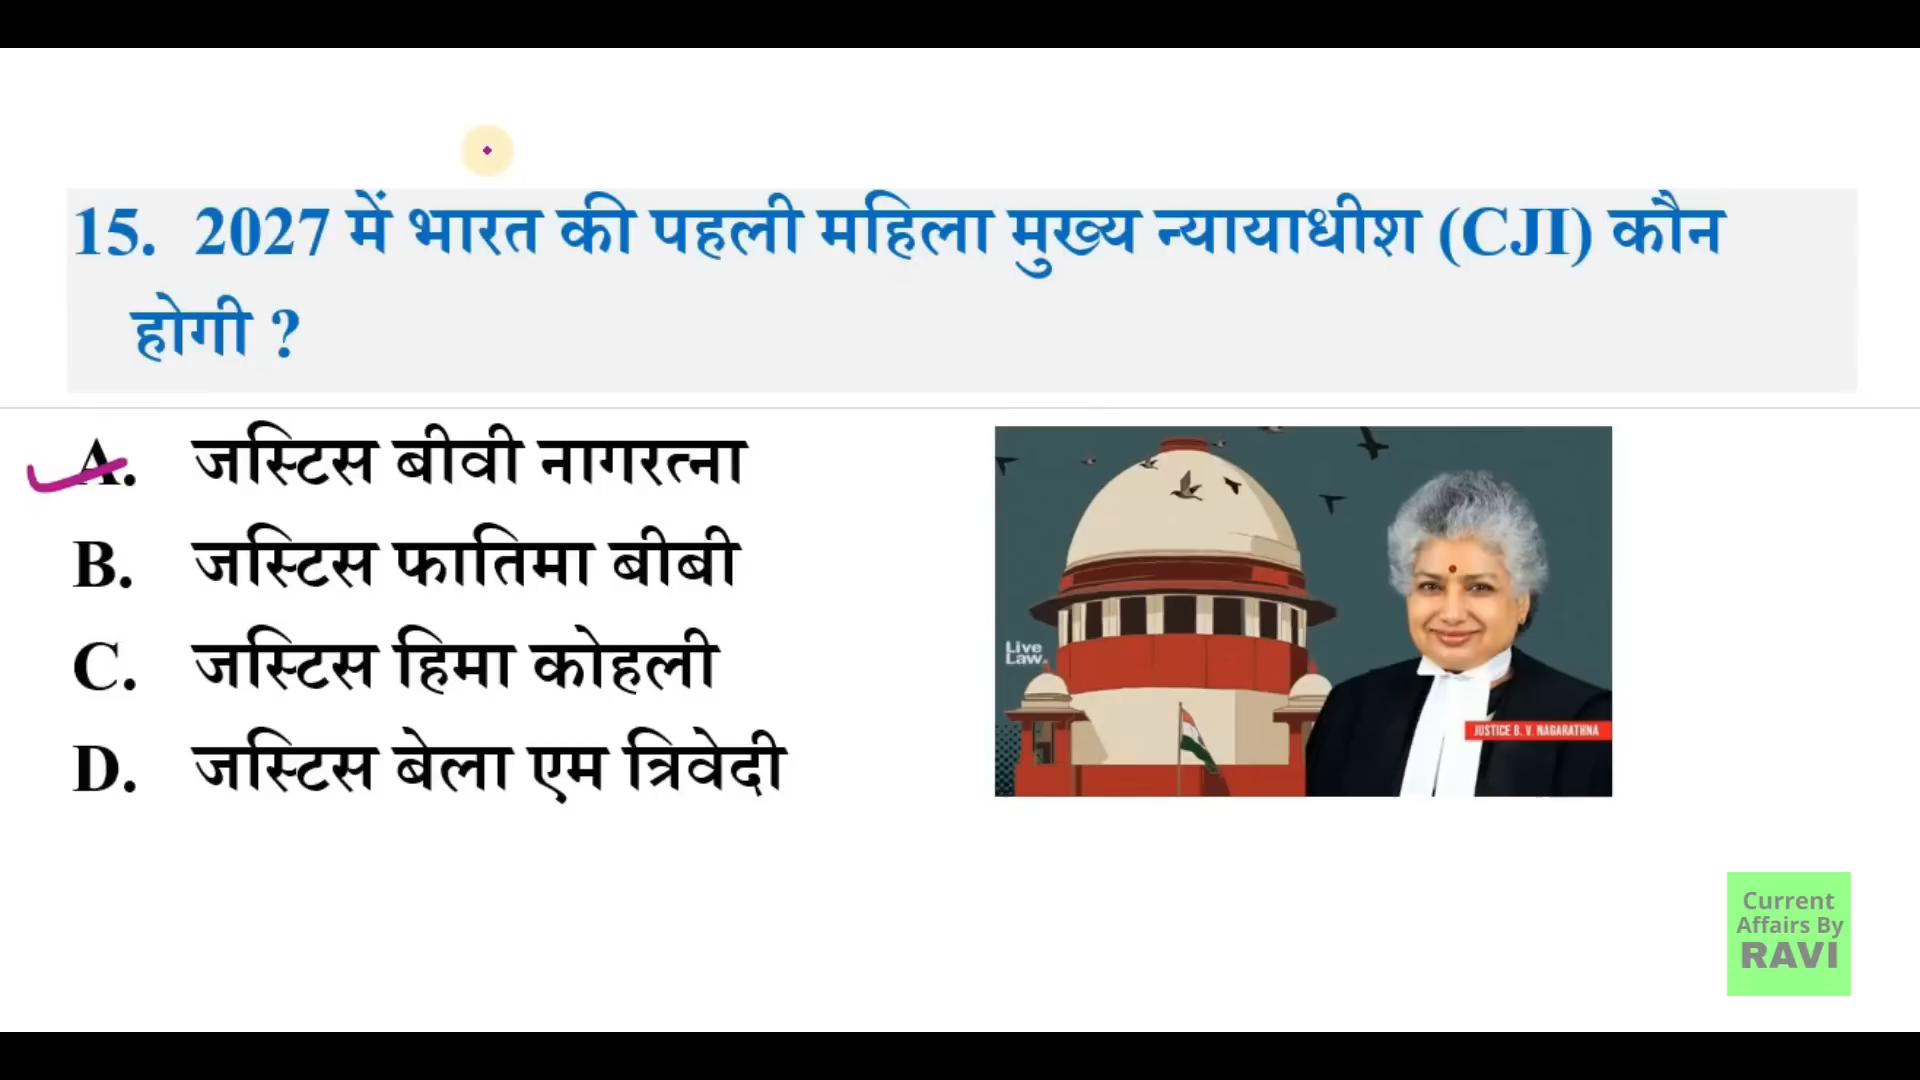 15. 2027 में भारत की पहली महिला मुख्य न्यायाधीश (CJI) कौन
होगी ?
A. जस्टिस बीवी नागरत्ना
B. जस्टिस फातिमा बीबी
C. जस्टिस हिमा कोहली
D. जस्टिस बेला एम त्रिवेदी
Live
Law.
JUSTICE B. V. NAGARATHNA
Current
Affairs By
RAVI